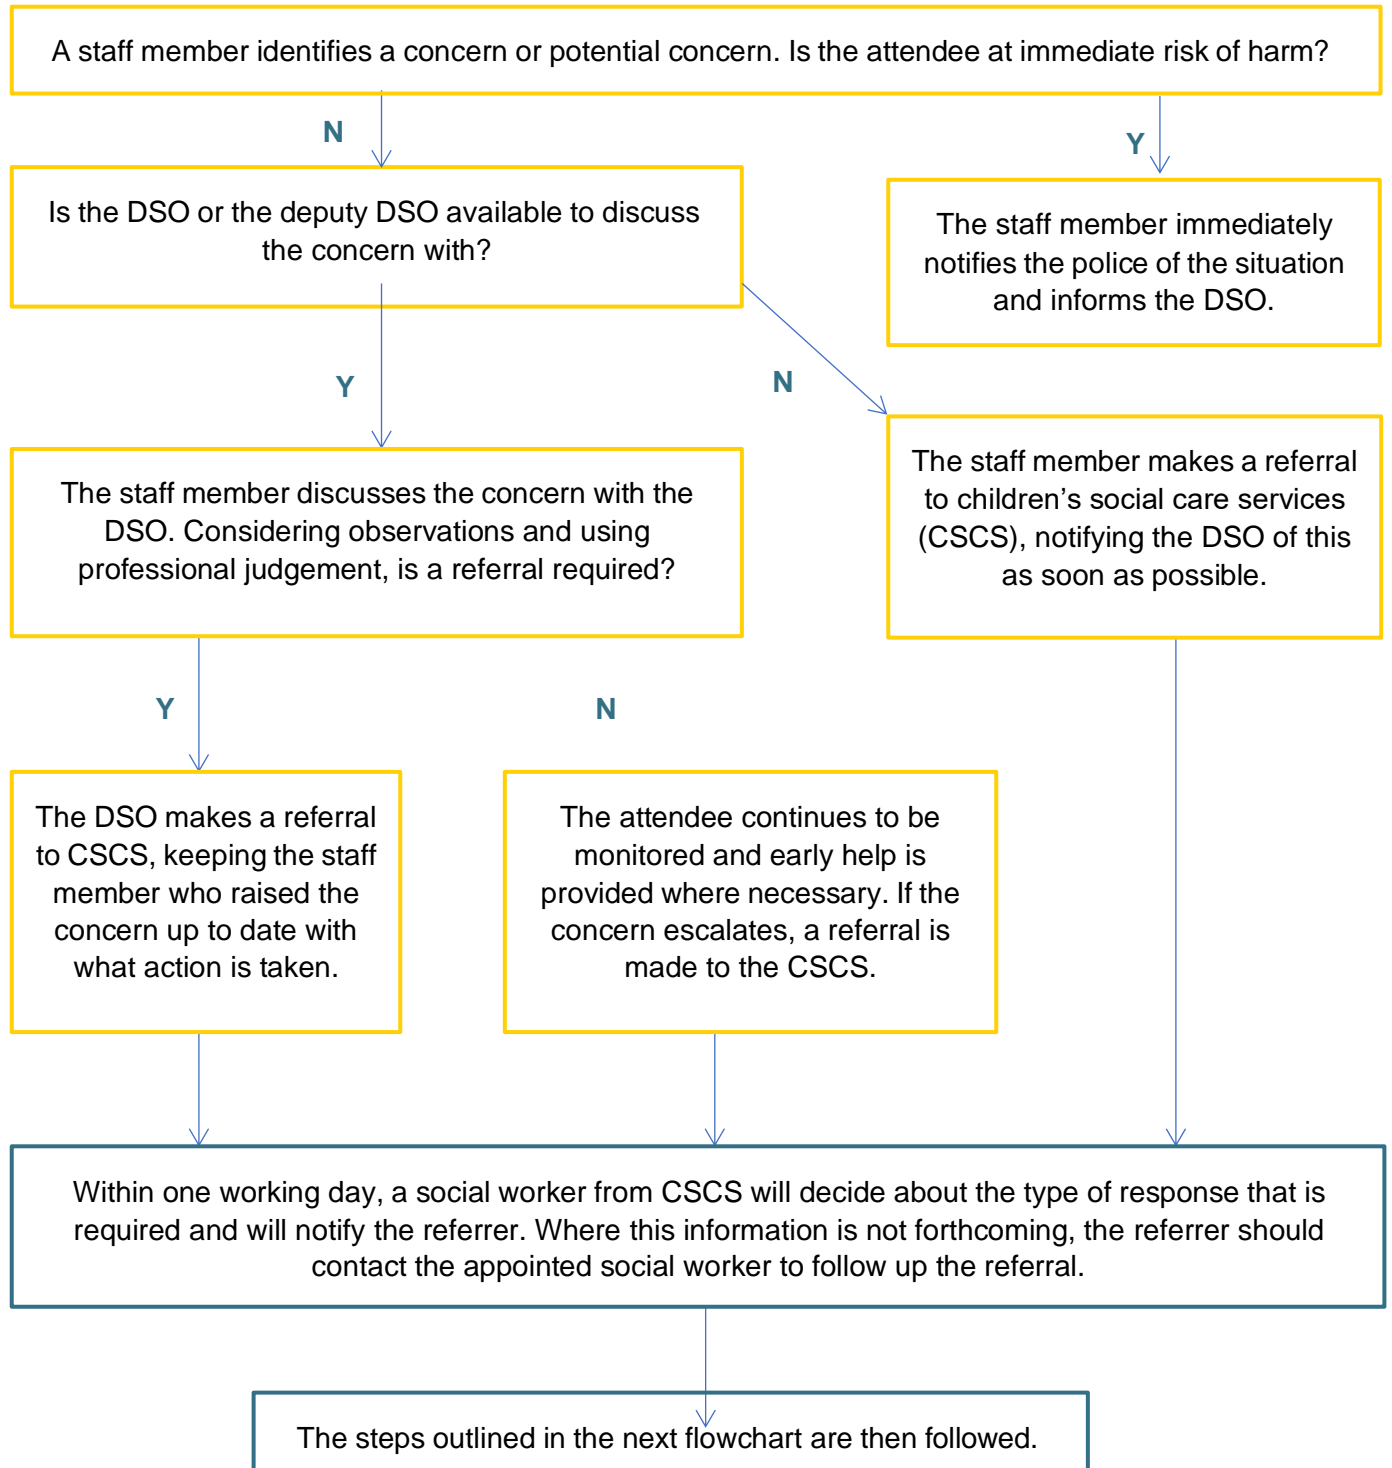 A staff member identifies a concern or potential concern. Is the attendee at immediate risk of harm?
N
Y
Is the DSO or the deputy DSO available to discuss
the concern with?
The staff member immediately
notifies the police of the situation
and informs the DSO.
Y
N
The staff member discusses the concern with the
DSO. Considering observations and using
professional judgement, is a referral required?
The staff member makes a referral
to children’s social care services
(CSCS), notifying the DSO of this
as soon as possible.
Y
N
The DSO makes a referral
to CSCS, keeping the staff
member who raised the
concern up to date with
what action is taken.
The attendee continues to be
monitored and early help is
provided where necessary. If the
concern escalates, a referral is
made to the CSCS.
Within one working day, a social worker from CSCS will decide about the type of response that is
required and will notify the referrer. Where this information is not forthcoming, the referrer should
contact the appointed social worker to follow up the referral.
The steps outlined in the next flowchart are then followed.